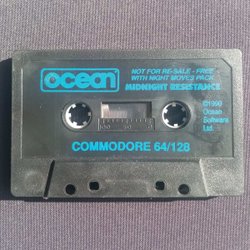 ocean
NOT FOR RE-SALE - FREE
WITH NIGHT MOVES PACK
MIDNIGHT RESISTANCE
©1990
Ocean
Software
Ltd.
COMMODORE 64/128